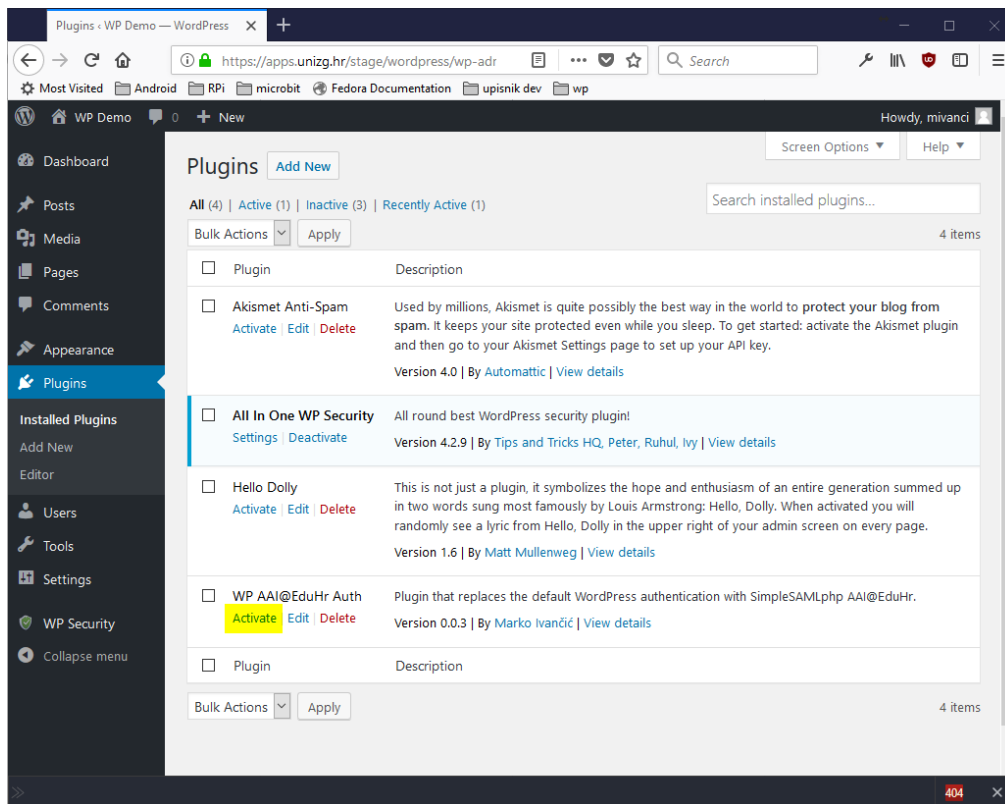 Plugins ‹ WP Demo — WordPress
https://apps.unizg.hr/stage/wordpress/wp-adr
Search
Most Visited Android RPi microbit Fedora Documentation upisnik dev wp
WP Demo 0 + New Howdy, mivanci
Screen Options Help
Dashboard
Posts
Media
Pages
Comments
Appearance
Plugins
Installed Plugins
Add New
Editor
Users
Tools
Settings
WP Security
Collapse menu
Plugins Add New
All (4) | Active (1) | Inactive (3) | Recently Active (1)
Search installed plugins...
Bulk Actions Apply 4 items
Plugin Description
Akismet Anti-Spam
Activate | Edit | Delete
Used by millions, Akismet is quite possibly the best way in the world to protect your blog from
spam. It keeps your site protected even while you sleep. To get started: activate the Akismet plugin
and then go to your Akismet Settings page to set up your API key.
Version 4.0 | By Automattic | View details
All In One WP Security
Settings | Deactivate
All round best WordPress security plugin!
Version 4.2.9 | By Tips and Tricks HQ, Peter, Ruhul, Ivy | View details
Hello Dolly
Activate | Edit | Delete
This is not just a plugin, it symbolizes the hope and enthusiasm of an entire generation summed up
in two words sung most famously by Louis Armstrong: Hello, Dolly. When activated you will
randomly see a lyric from Hello, Dolly in the upper right of your admin screen on every page.
Version 1.6 | By Matt Mullenweg | View details
WP AAI@EduHr Auth
Activate Edit | Delete
Plugin that replaces the default WordPress authentication with SimpleSAMLphp AAI@EduHr.
Version 0.0.3 | By Marko Ivančić | View details
Plugin Description
Bulk Actions Apply 4 items
404